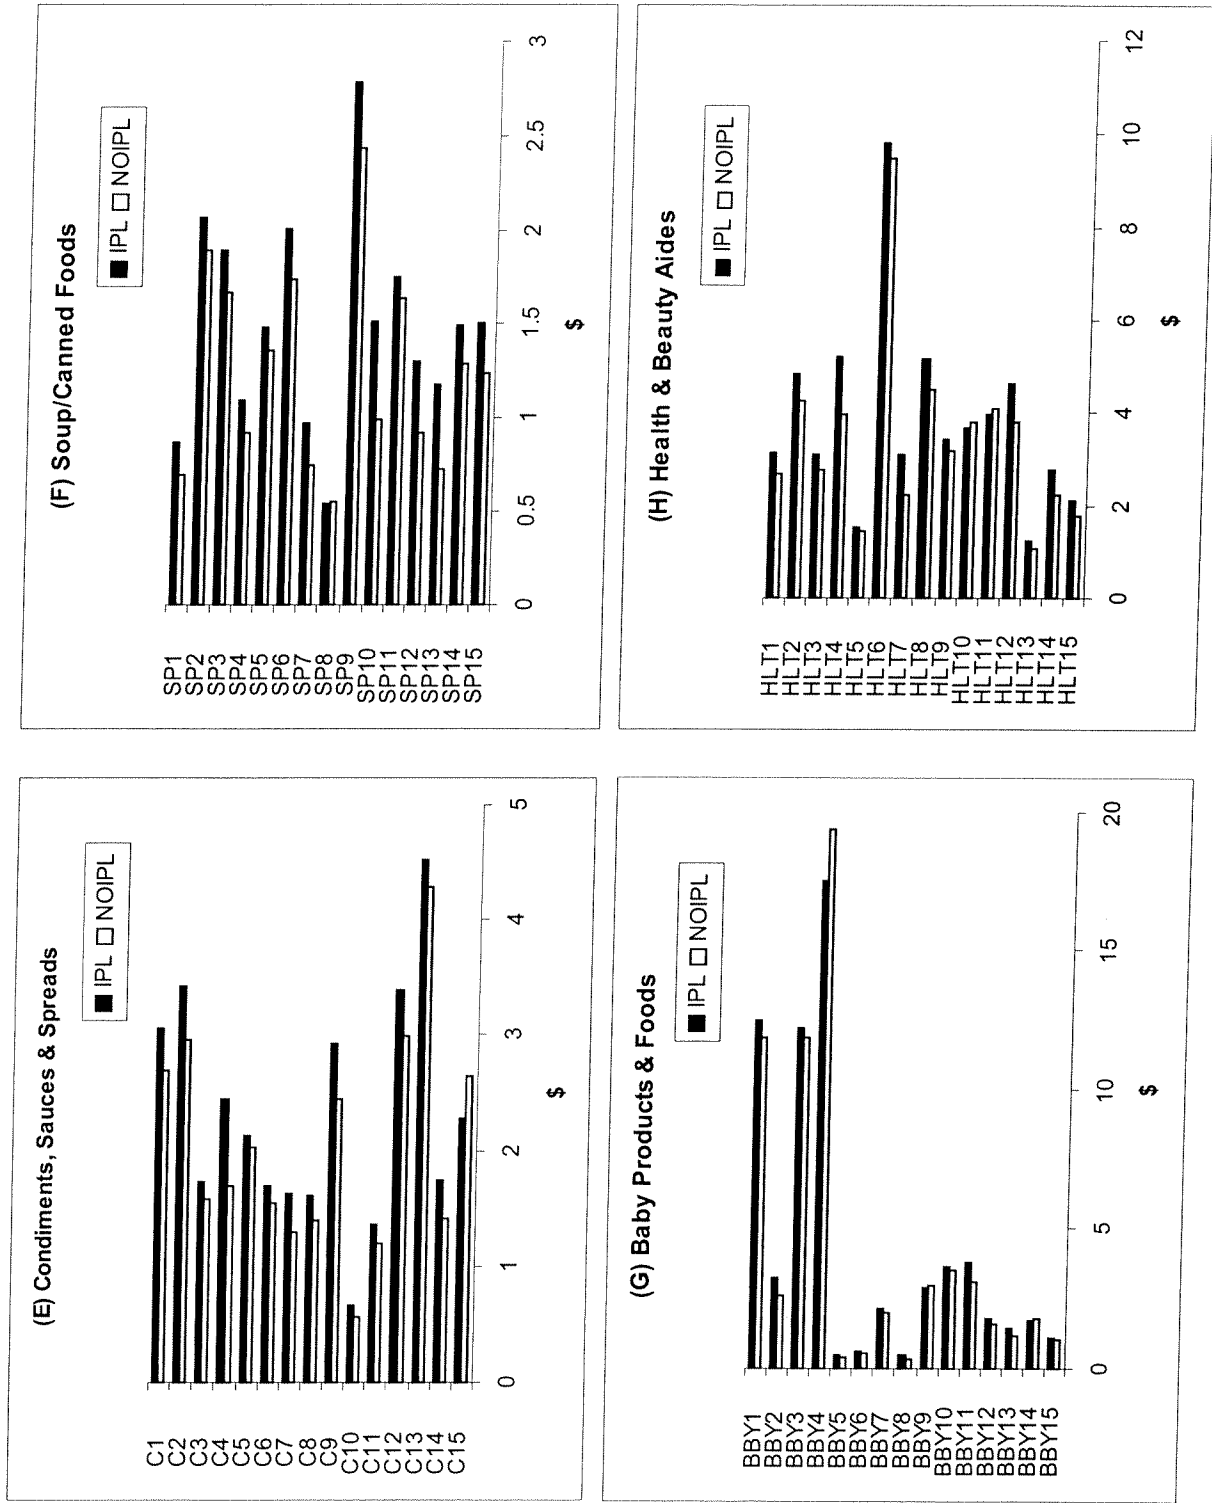 (E) Condiments, Sauces & Spreads
IPL NOIPL
C1
C2
C3
C4
C5
C6
C7
C8
C9
C10
C11
C12
C13
C14
C15
0 1 2 3 4 5
$
(F) Soup/Canned Foods
IPL NOIPL
SP1
SP2
SP3
SP4
SP5
SP6
SP7
SP8
SP9
SP10
SP11
SP12
SP13
SP14
SP15
0 0.5 1 1.5 2 2.5 3
$
(G) Baby Products & Foods
IPL NOIPL
BBY1
BBY2
BBY3
BBY4
BBY5
BBY6
BBY7
BBY8
BBY9
BBY10
BBY11
BBY12
BBY13
BBY14
BBY15
0 5 10 15 20
$
(H) Health & Beauty Aides
IPL NOIPL
HLT1
HLT2
HLT3
HLT4
HLT5
HLT6
HLT7
HLT8
HLT9
HLT10
HLT11
HLT12
HLT13
HLT14
HLT15
0 2 4 6 8 10 12
$